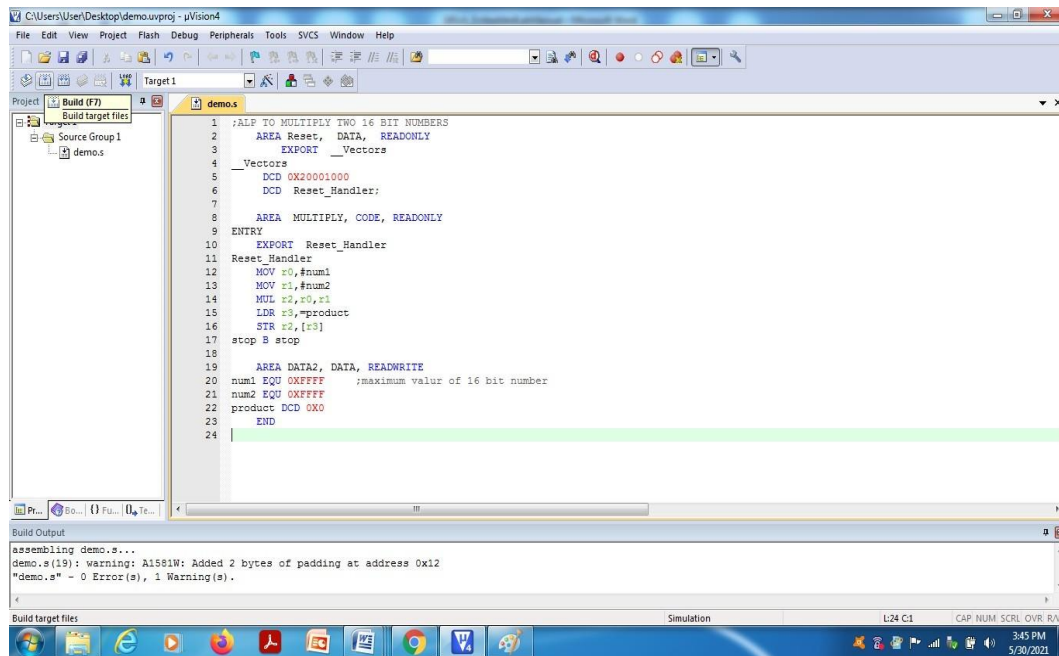 C:\Users\User\Desktop\demo.uvproj - µVision4
File Edit View Project Flash Debug Peripherals Tools SVCS Window Help
LOAD Target 1
Project
Build (F7)
Build target files
Source Group 1
demo.s
demo.s
1 ;ALP TO MULTIPLY TWO 16 BIT NUMBERS
2 AREA Reset, DATA, READONLY
3 EXPORT __Vectors
4 __Vectors
5 DCD 0X20001000
6 DCD Reset_Handler;
7
8 AREA MULTIPLY, CODE, READONLY
9 ENTRY
10 EXPORT Reset_Handler
11 Reset_Handler
12 MOV r0,#num1
13 MOV r1,#num2
14 MUL r2,r0,r1
15 LDR r3,=product
16 STR r2,[r3]
17 stop B stop
18
19 AREA DATA2, DATA, READWRITE
20 num1 EQU 0XFFFF ;maximum valur of 16 bit number
21 num2 EQU 0XFFFF
22 product DCD 0X0
23 END
24
Pr... Bo... {} Fu... Te...
Build Output
assembling demo.s...
demo.s(19): warning: A1581W: Added 2 bytes of padding at address 0x12
"demo.s" - 0 Error(s), 1 Warning(s).
Build target files Simulation L:24 C:1 CAP NUM SCRL OVR
3:45 PM
5/30/2021